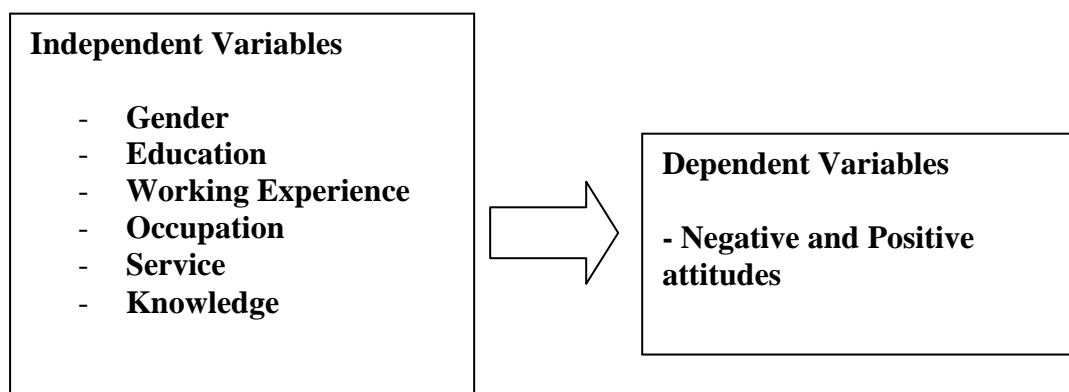 Independent Variables
- Gender
- Education
- Working Experience
- Occupation
- Service
- Knowledge
Dependent Variables
- Negative and Positive
attitudes